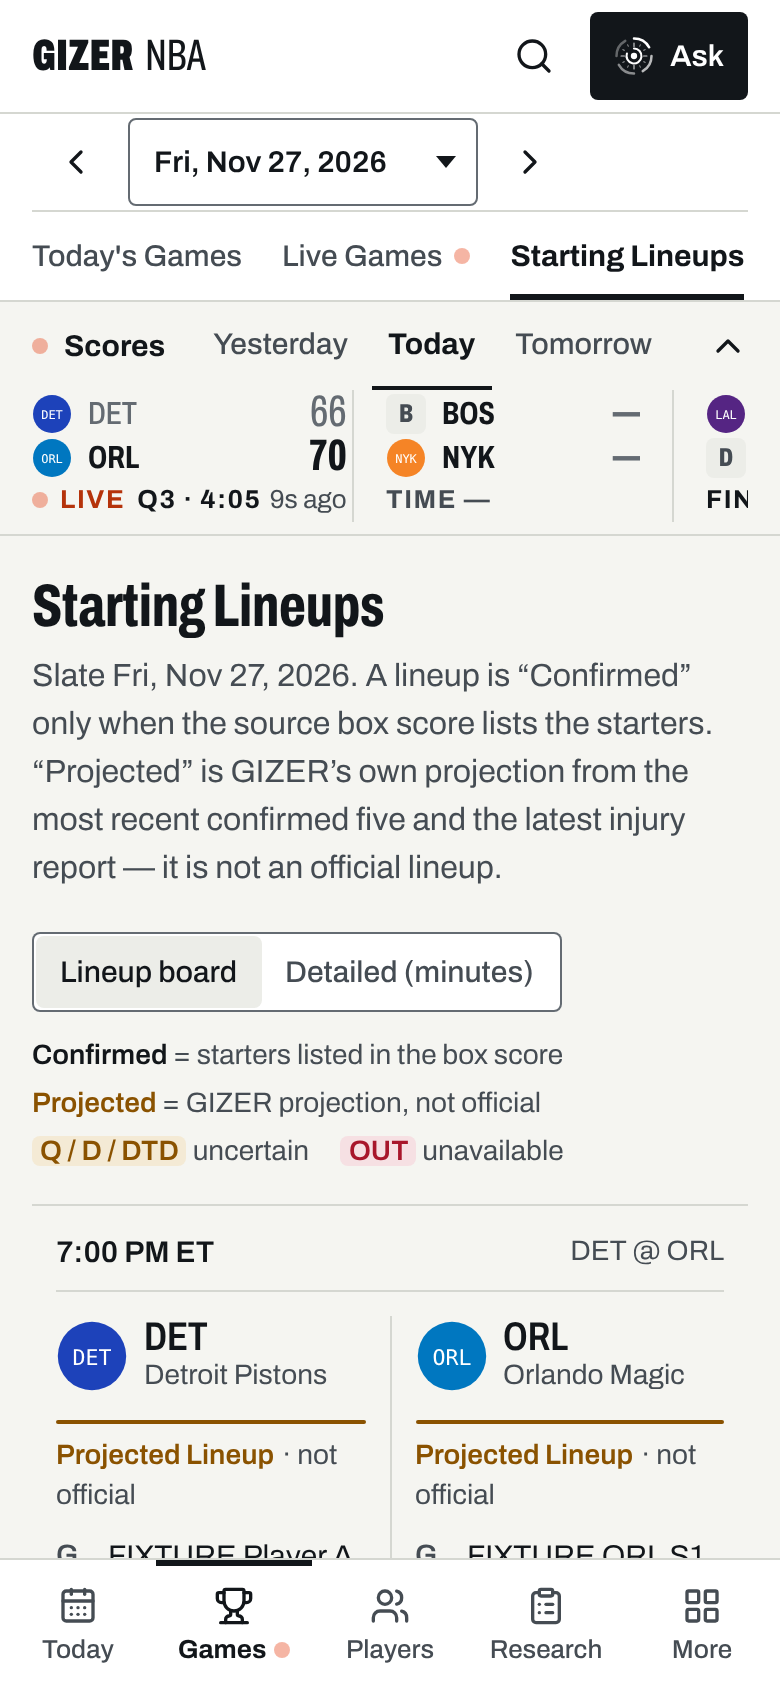 GIZER NBA
Ask
Fri, Nov 27, 2026
Today's Games Live Games Starting Lineups
Scores Yesterday Today Tomorrow
DET DET 66
ORL ORL 70
LIVE Q3 · 4:05 9s ago
B BOS —
NYK NYK —
TIME —
LAL
D
FIN
Starting Lineups
Slate Fri, Nov 27, 2026. A lineup is “Confirmed”
only when the source box score lists the starters.
“Projected” is GIZER’s own projection from the
most recent confirmed five and the latest injury
report — it is not an official lineup.
Lineup board Detailed (minutes)
Confirmed = starters listed in the box score
Projected = GIZER projection, not official
Q / D / DTD uncertain OUT unavailable
7:00 PM ET DET @ ORL
DET DET
Detroit Pistons
Projected Lineup · not
official
G FIXTURE Player A
ORL ORL
Orlando Magic
Projected Lineup · not
official
G FIXTURE ORL S1
Today Games Players Research More